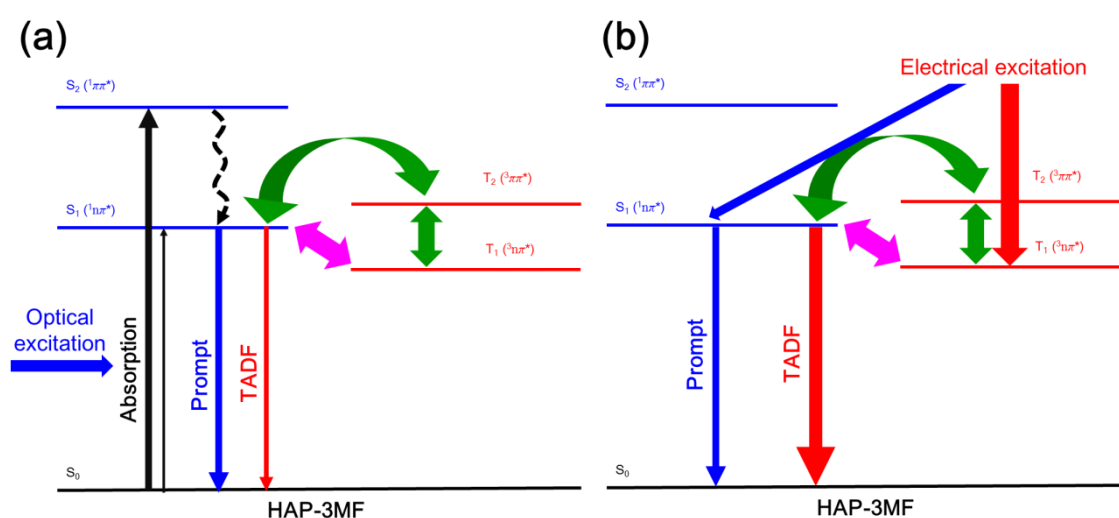 (a)
S₂ (¹ππ*)
S₁ (¹nπ*)
T₂ (³ππ*)
T₁ (³nπ*)
Optical
excitation
Absorption
Prompt
TADF
S₀
HAP-3MF
(b)
Electrical excitation
S₂ (¹ππ*)
S₁ (¹nπ*)
T₂ (³ππ*)
T₁ (³nπ*)
Prompt
TADF
S₀
HAP-3MF